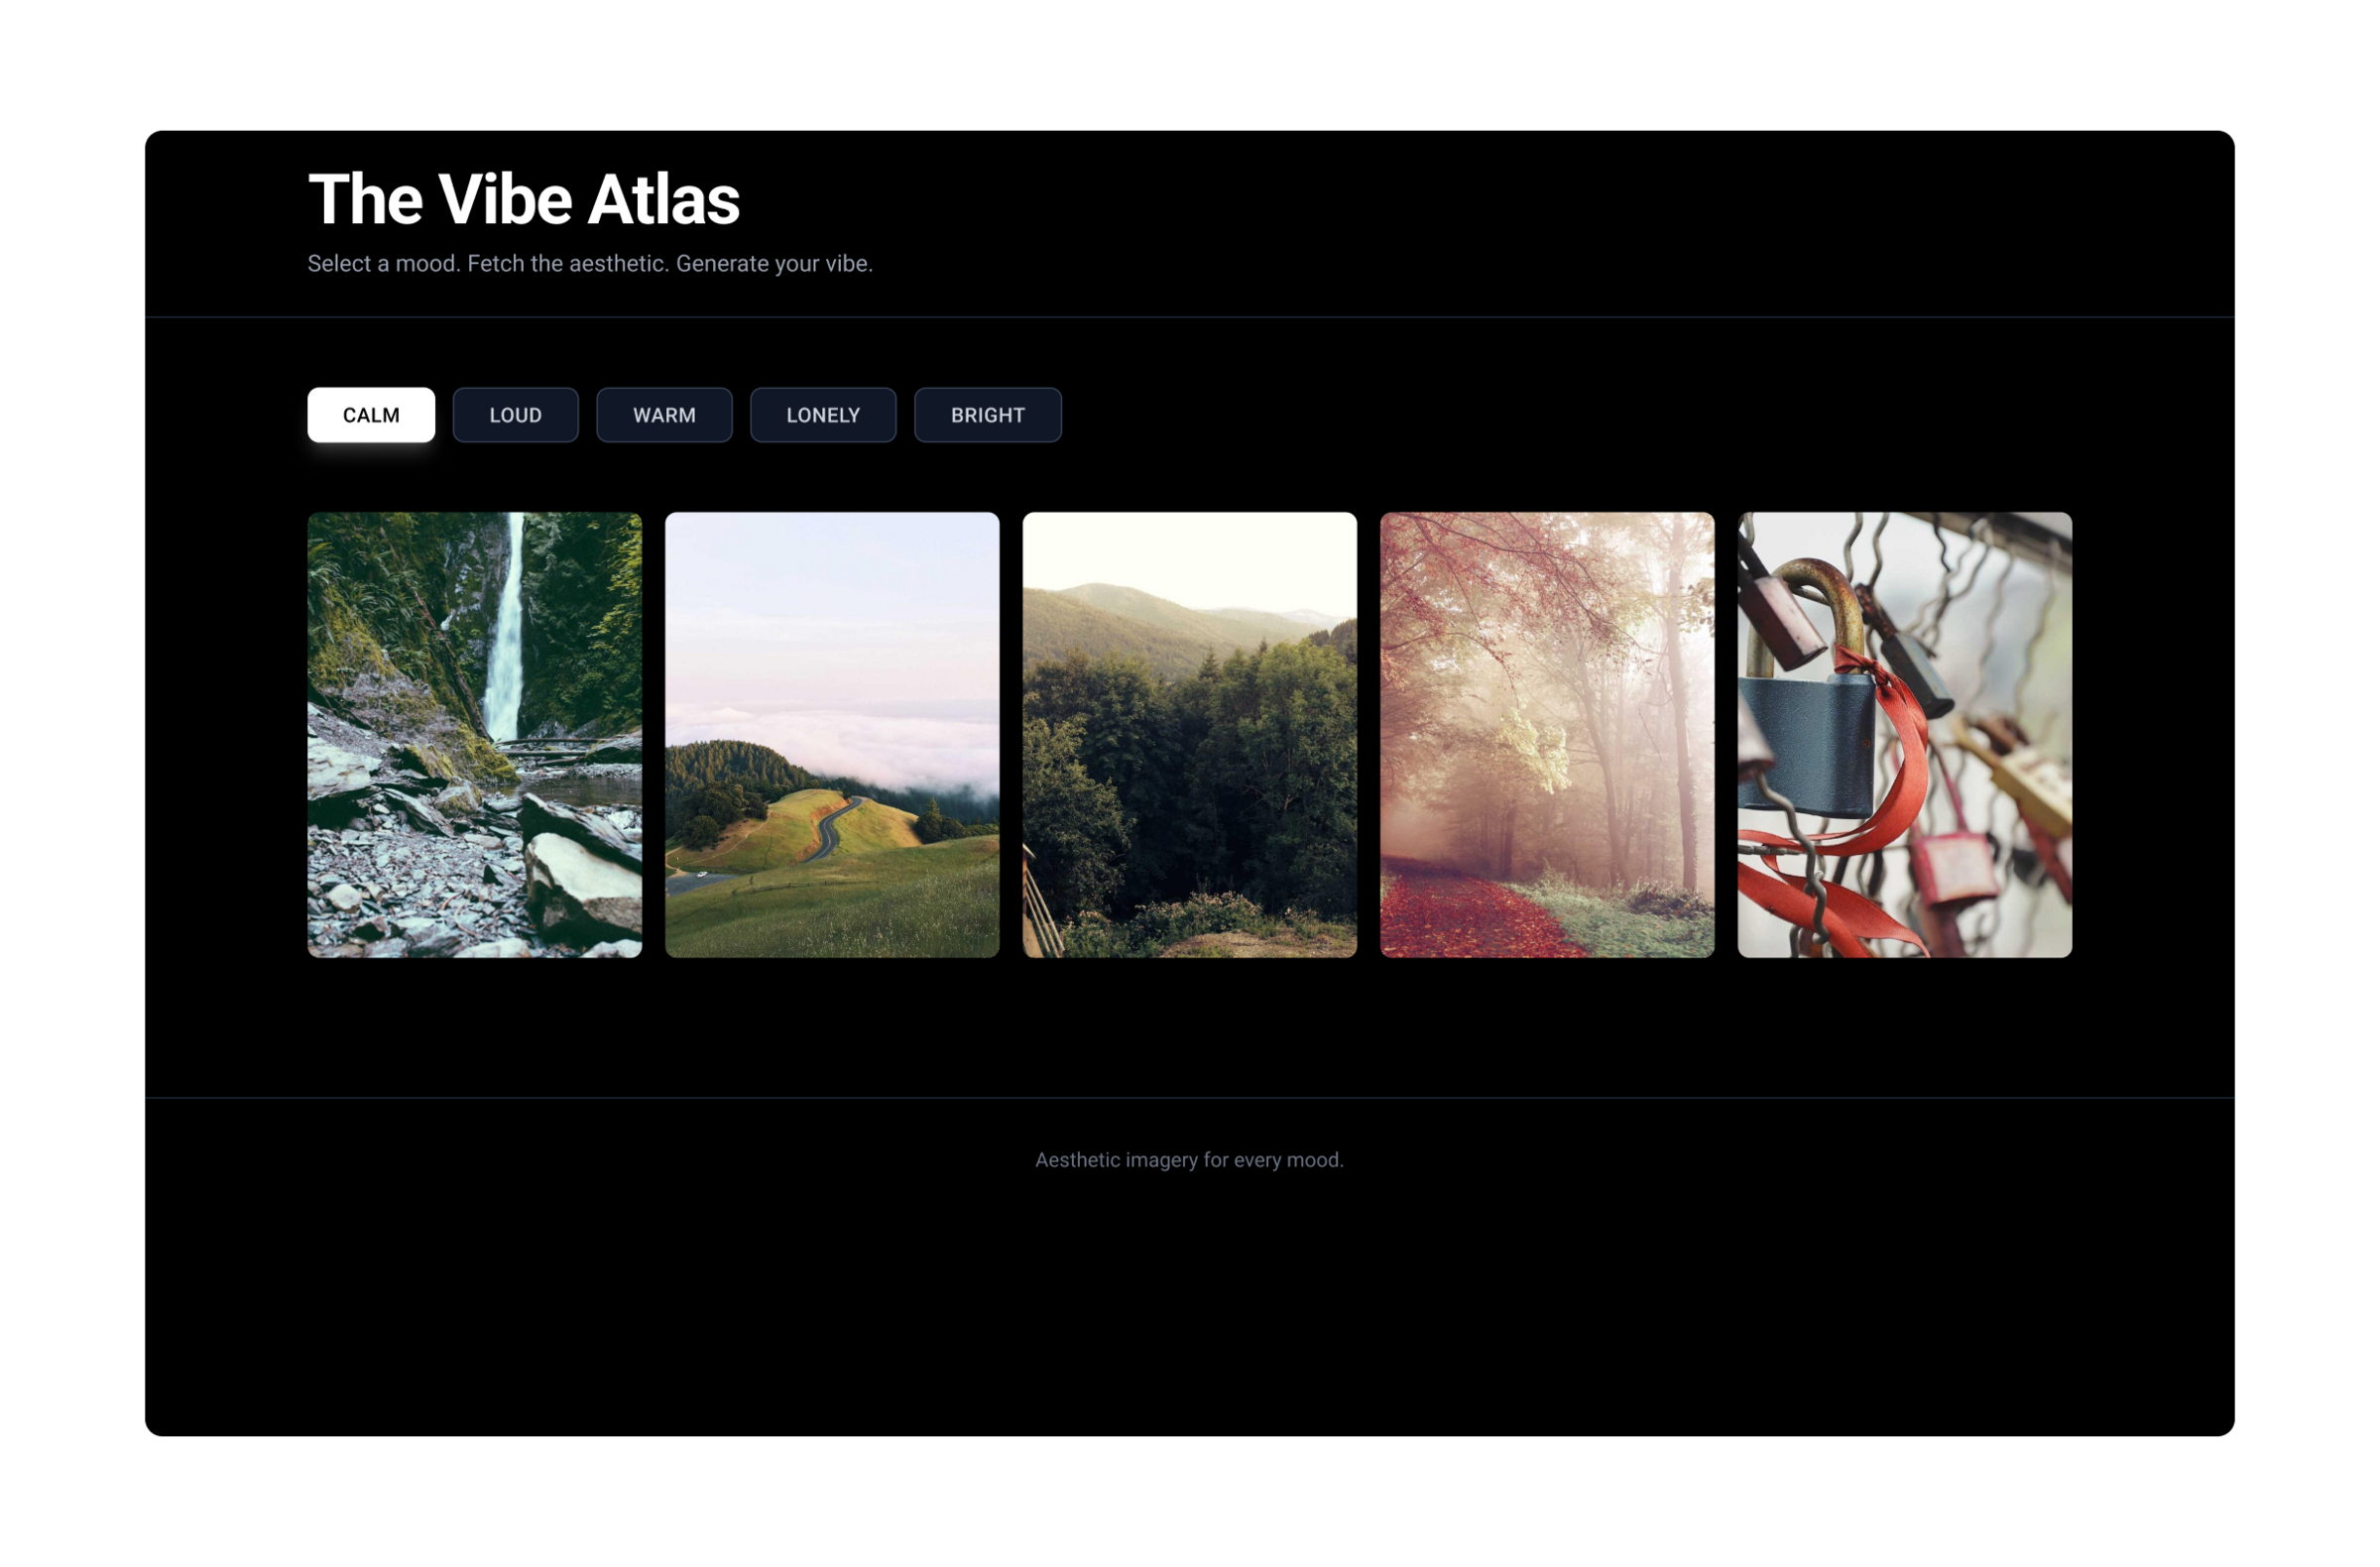 The Vibe Atlas
Select a mood. Fetch the aesthetic. Generate your vibe.
CALM
LOUD
WARM
LONELY
BRIGHT
Aesthetic imagery for every mood.